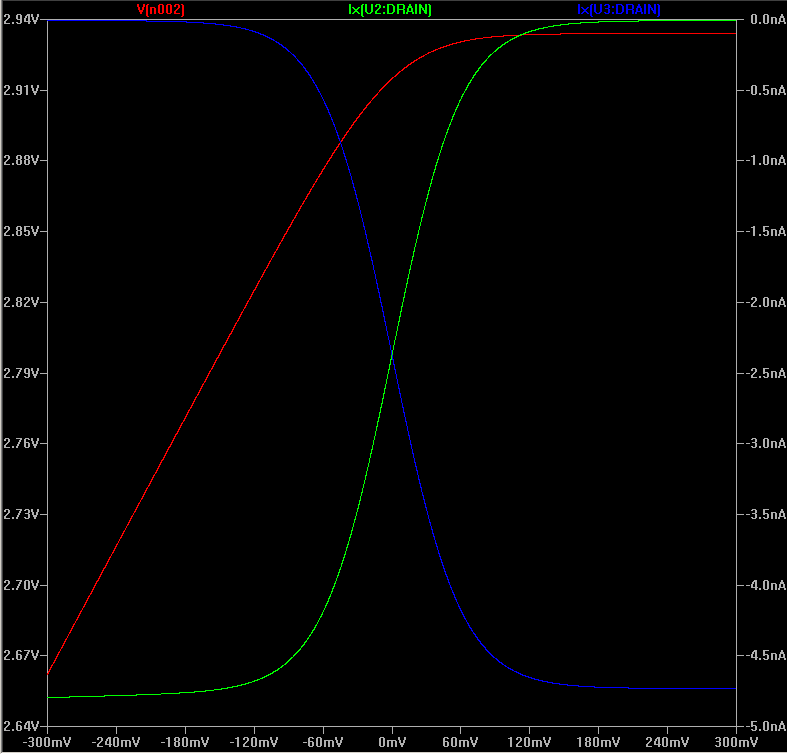 V(n002) Ix(U2:DRAIN) Ix(U3:DRAIN)
2.94V 0.0nA
2.91V -0.5nA
2.88V -1.0nA
2.85V -1.5nA
2.82V -2.0nA
2.79V -2.5nA
2.76V -3.0nA
2.73V -3.5nA
2.70V -4.0nA
2.67V -4.5nA
2.64V -5.0nA
-300mV -240mV -180mV -120mV -60mV 0mV 60mV 120mV 180mV 240mV 300mV